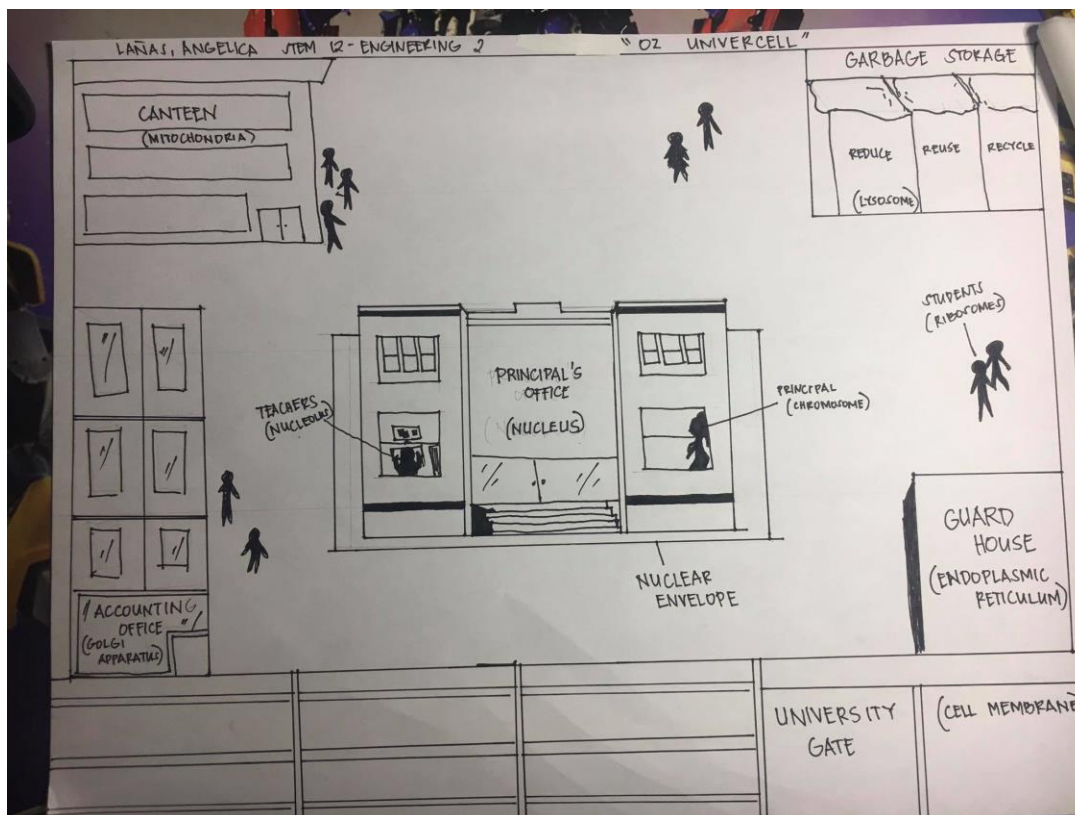 LAÑAS, ANGELICA STEM 12 - ENGINEERING 2 "OZ UNIVERCELL"
CANTEEN
(MITOCHONDRIA)
GARBAGE STORAGE
REDUCE
REUSE
RECYCLE
(LYSOSOME)
STUDENTS
(RIBOSOMES)
PRINCIPAL'S
OFFICE
(NUCLEUS)
TEACHERS
(NUCLEOLUS)
PRINCIPAL
(CHROMOSOME)
NUCLEAR
ENVELOPE
GUARD
HOUSE
(ENDOPLASMIC
RETICULUM)
ACCOUNTING
OFFICE
(GOLGI
APPARATUS)
UNIVERSITY
GATE
(CELL MEMBRANE